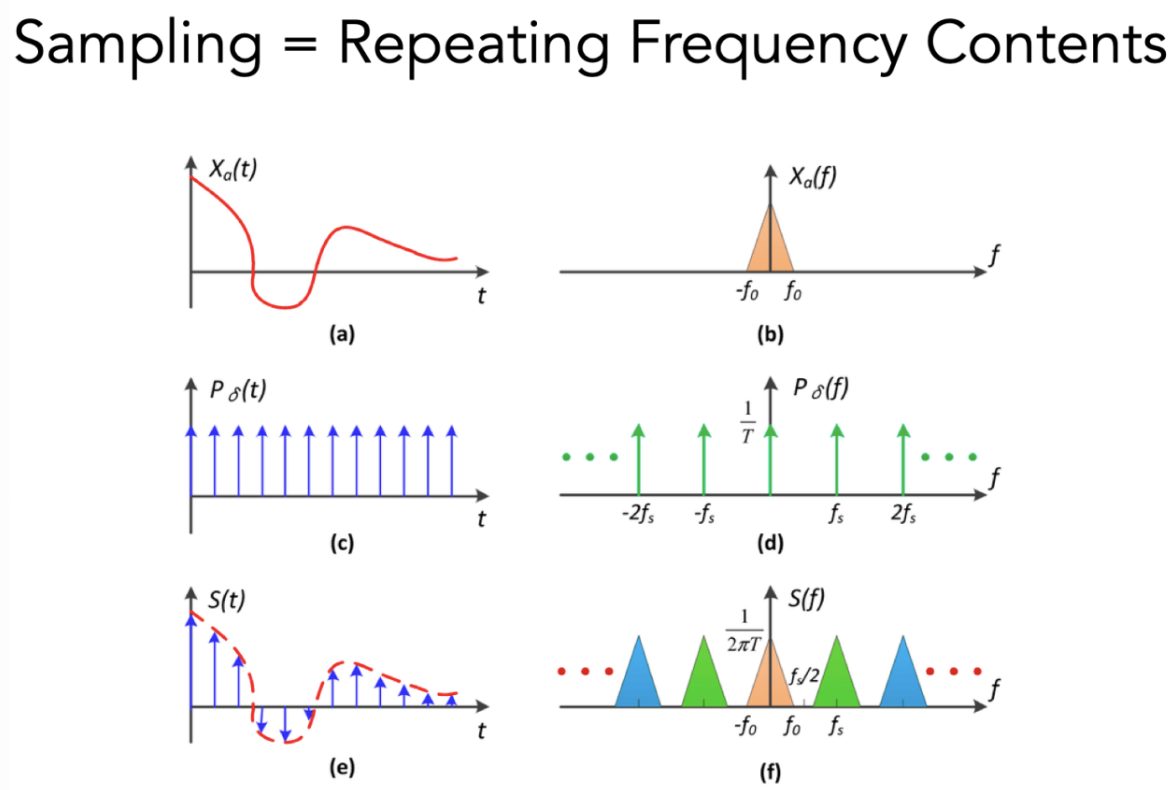 Sampling = Repeating Frequency Contents
Xₐ(t)
t
(a)
Xₐ(f)
f
-f₀ f₀
(b)
P δ(t)
t
(c)
P δ(f)
1/T
f
-2fₛ -fₛ fₛ 2fₛ
(d)
S(t)
t
(e)
S(f)
1/2πT
fₛ/2
f
-f₀ f₀ fₛ
(f)